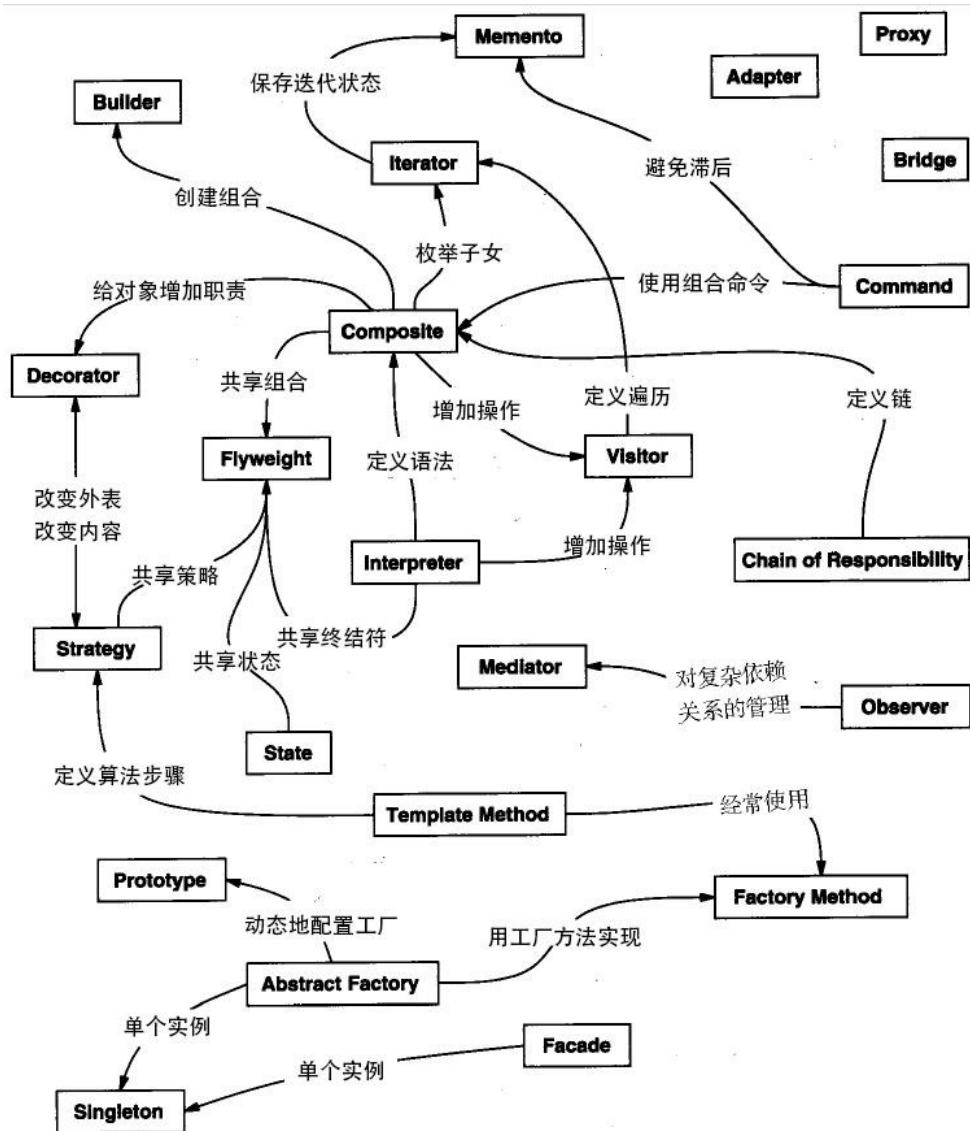 Memento
Proxy
Adapter
保存迭代状态
Builder
Iterator
避免滞后
Bridge
创建组合
枚举子女
给对象增加职责
使用组合命令
Command
Composite
Decorator
共享组合
增加操作
定义遍历
定义链
Flyweight
定义语法
Visitor
改变外表
改变内容
共享策略
Interpreter
增加操作
Chain of Responsibility
Strategy
共享状态
共享终结符
Mediator
对复杂依赖
关系的管理
Observer
State
定义算法步骤
Template Method
经常使用
Prototype
Factory Method
动态地配置工厂
用工厂方法实现
Abstract Factory
单个实例
Facade
单个实例
Singleton